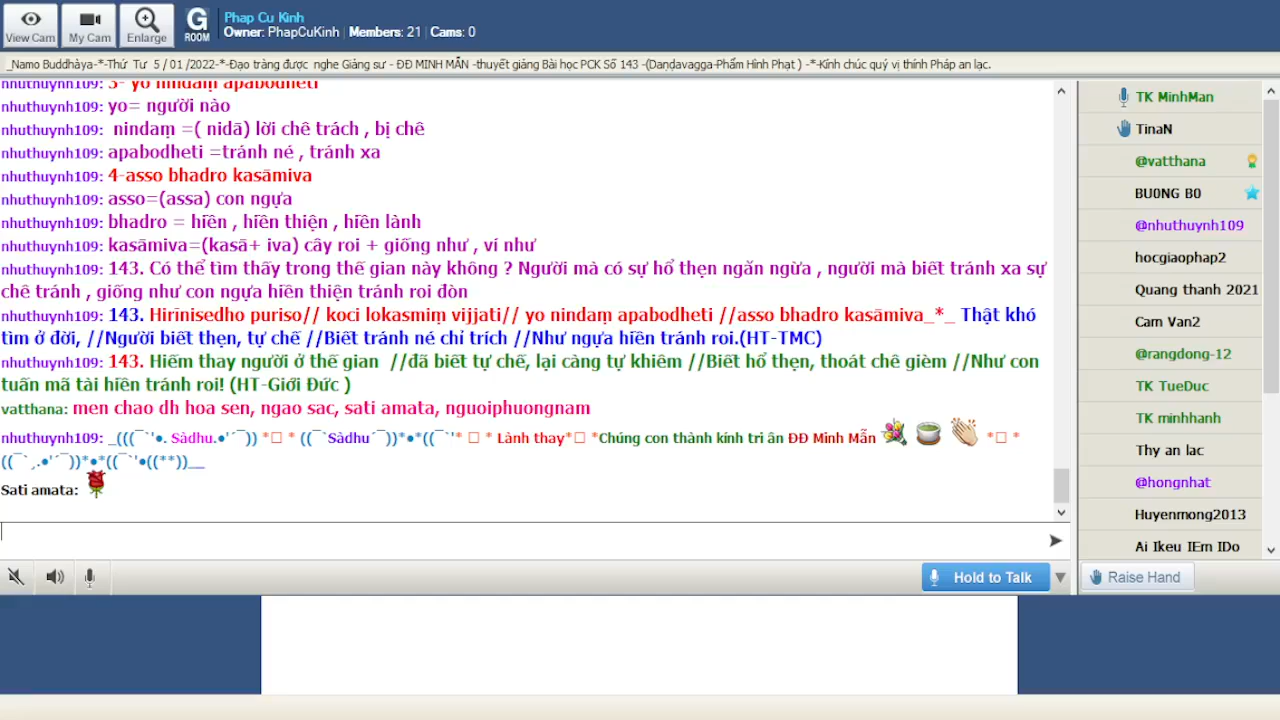 View Cam
My Cam
Enlarge
G
ROOM
Phap Cu Kinh
Owner: PhapCuKinh | Members: 21 | Cams: 0
_Namo Buddhàya-*-Thứ Tư 5 / 01 /2022-*-Đạo tràng được nghe Giảng sư - ĐĐ MINH MẪN -thuyết giảng Bài học PCK Số 143 -(Daṇḍavagga-Phẩm Hình Phạt ) -*-Kính chúc quý vị thính Pháp an lạc.
nhuthuynh109: 3- yo nindaṃ apabodheti
nhuthuynh109: yo= người nào
nhuthuynh109: nindaṃ =( nidā) lời chê trách , bị chê
nhuthuynh109: apabodheti =tránh né , tránh xa
nhuthuynh109: 4-asso bhadro kasāmiva
nhuthuynh109: asso=(assa) con ngựa
nhuthuynh109: bhadro = hiền , hiền thiện , hiền lành
nhuthuynh109: kasāmiva=(kasā+ iva) cây roi + giống như , ví như
nhuthuynh109: 143. Có thể tìm thấy trong thế gian này không ? Người mà có sự hổ thẹn ngăn ngừa , người mà biết tránh xa sự
chê tránh , giống như con ngựa hiền thiện tránh roi đòn
nhuthuynh109: 143. Hirīnisedho puriso// koci lokasmiṃ vijjati// yo nindaṃ apabodheti //asso bhadro kasāmiva_*_ Thật khó
tìm ở đời, //Người biết thẹn, tự chế //Biết tránh né chỉ trích //Như ngựa hiền tránh roi.(HT-TMC)
nhuthuynh109: 143. Hiếm thay người ở thế gian //đã biết tự chế, lại càng tự khiêm //Biết hổ thẹn, thoát chê gièm //Như con
tuấn mã tài hiền tránh roi! (HT-Giới Đức )
vatthana: men chao dh hoa sen, ngao sac, sati amata, nguoiphuongnam
nhuthuynh109: _(((¯`'•. Sàdhu.•'´¯)) *▯ * ((¯`Sàdhu´¯))*•*((¯`'* ▯ * Lành thay*▯ *Chúng con thành kính tri ân ĐĐ Minh Mẫn *▯ *
((¯`¸.•'´¯))*•*((¯`'•((**))__
Sati amata:
Hold to Talk
TK MinhMan
TinaN
@vatthana
BU0NG B0
@nhuthuynh109
hocgiaophap2
Quang thanh 2021
Cam Van2
@rangdong-12
TK TueDuc
TK minhhanh
Thy an lac
@hongnhat
Huyenmong2013
Ai Ikeu IEm IDo
Raise Hand